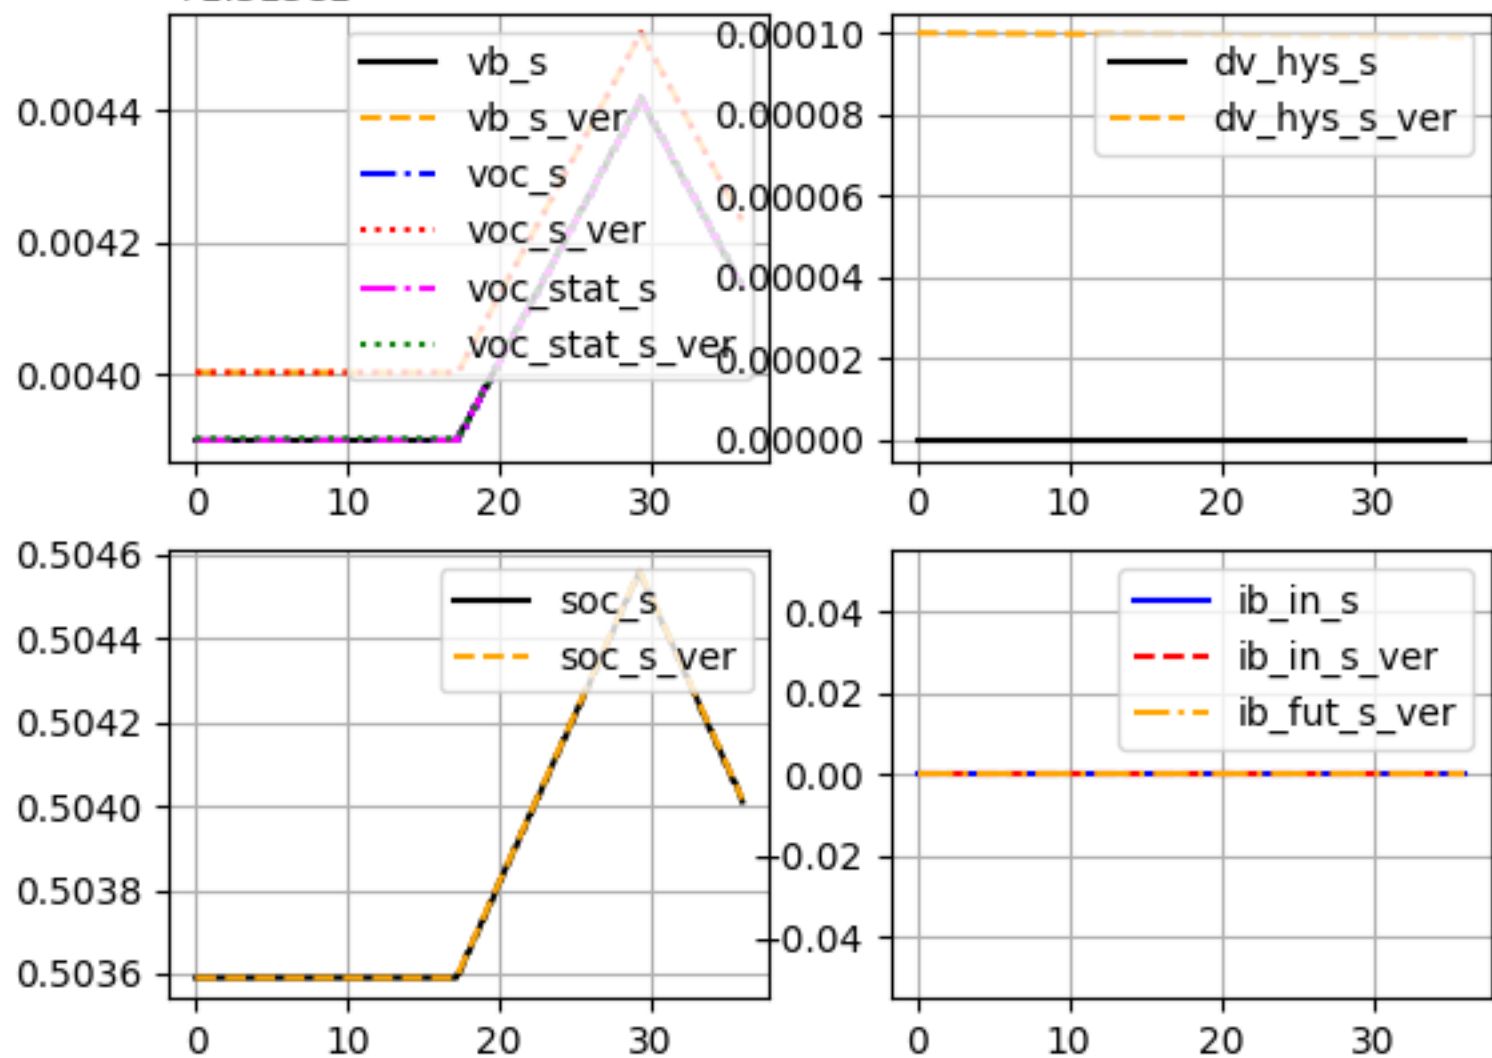 vb_s
vb_s_ver
voc_s
voc_s_ver
voc_stat_s
voc_stat_s_ver
0.0044
0.0042
0.0040
0 10 20 30
dv_hys_s
dv_hys_s_ver
0.00010
0.00008
0.00006
0.00004
0.00002
0.00000
0 10 20 30
soc_s
soc_s_ver
0.5046
0.5044
0.5042
0.5040
0.5038
0.5036
0 10 20 30
ib_in_s
ib_in_s_ver
ib_fut_s_ver
0.04
0.02
0.00
−0.02
−0.04
0 10 20 30